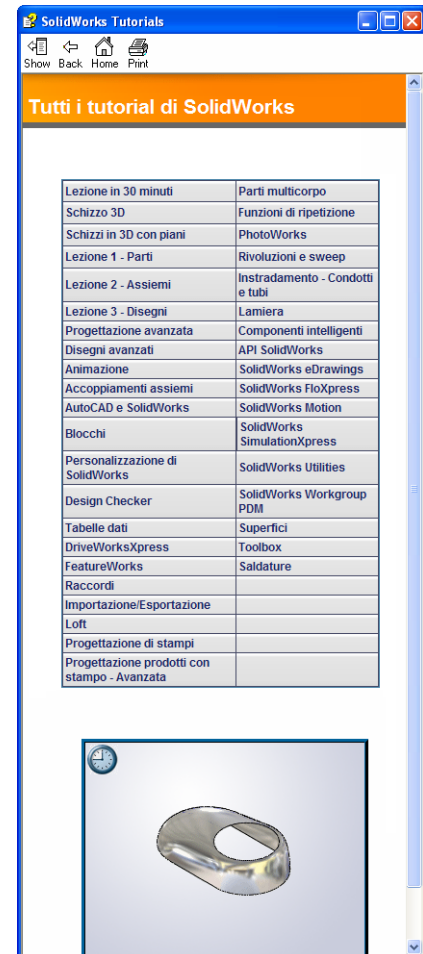 SolidWorks Tutorials
Show Back Home Print
Tutti i tutorial di SolidWorks
Lezione in 30 minuti
Parti multicorpo
Schizzo 3D
Funzioni di ripetizione
Schizzi in 3D con piani
PhotoWorks
Lezione 1 - Parti
Rivoluzioni e sweep
Lezione 2 - Assiemi
Instradamento - Condotti
e tubi
Lezione 3 - Disegni
Lamiera
Progettazione avanzata
Componenti intelligenti
Disegni avanzati
API SolidWorks
Animazione
SolidWorks eDrawings
Accoppiamenti assiemi
SolidWorks FloXpress
AutoCAD e SolidWorks
SolidWorks Motion
Blocchi
SolidWorks
SimulationXpress
Personalizzazione di
SolidWorks
SolidWorks Utilities
Design Checker
SolidWorks Workgroup
PDM
Tabelle dati
Superfici
DriveWorksXpress
Toolbox
FeatureWorks
Saldature
Raccordi
Importazione/Esportazione
Loft
Progettazione di stampi
Progettazione prodotti con
stampo - Avanzata